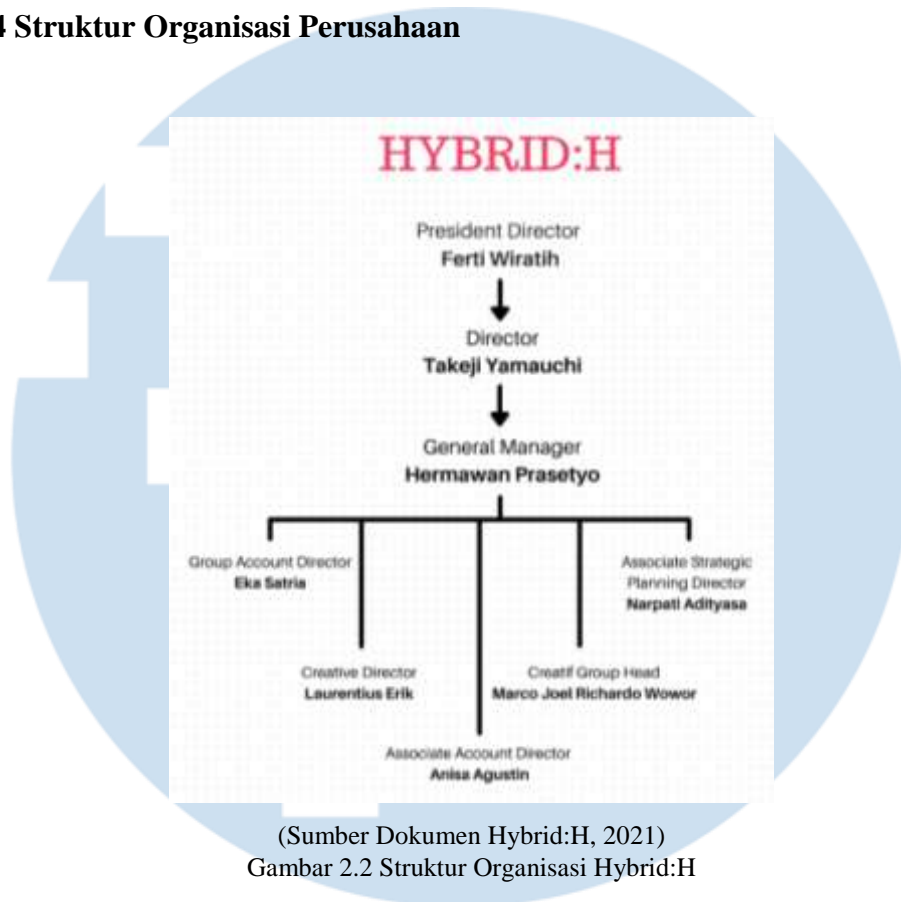 4 Struktur Organisasi Perusahaan
HYBRID:H
President Director
Ferti Wiratih
Director
Takeji Yamauchi
General Manager
Hermawan Prasetyo
Group Account Director
Eka Satria
Associate Strategic
Planning Director
Narpati Adityasa
Creative Director
Laurentius Erik
Creatif Group Head
Marco Joel Richardo Wowor
Associate Account Director
Anisa Agustin
(Sumber Dokumen Hybrid:H, 2021)
Gambar 2.2 Struktur Organisasi Hybrid:H